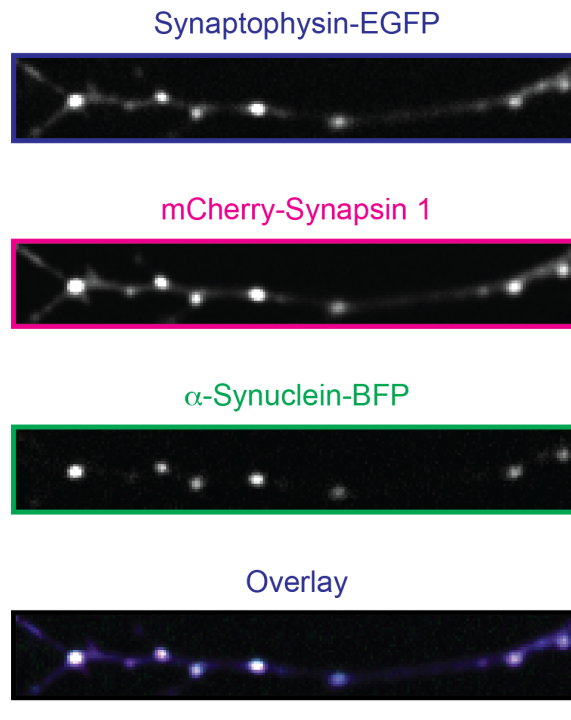 Synaptophysin-EGFP
mCherry-Synapsin 1
α-Synuclein-BFP
Overlay